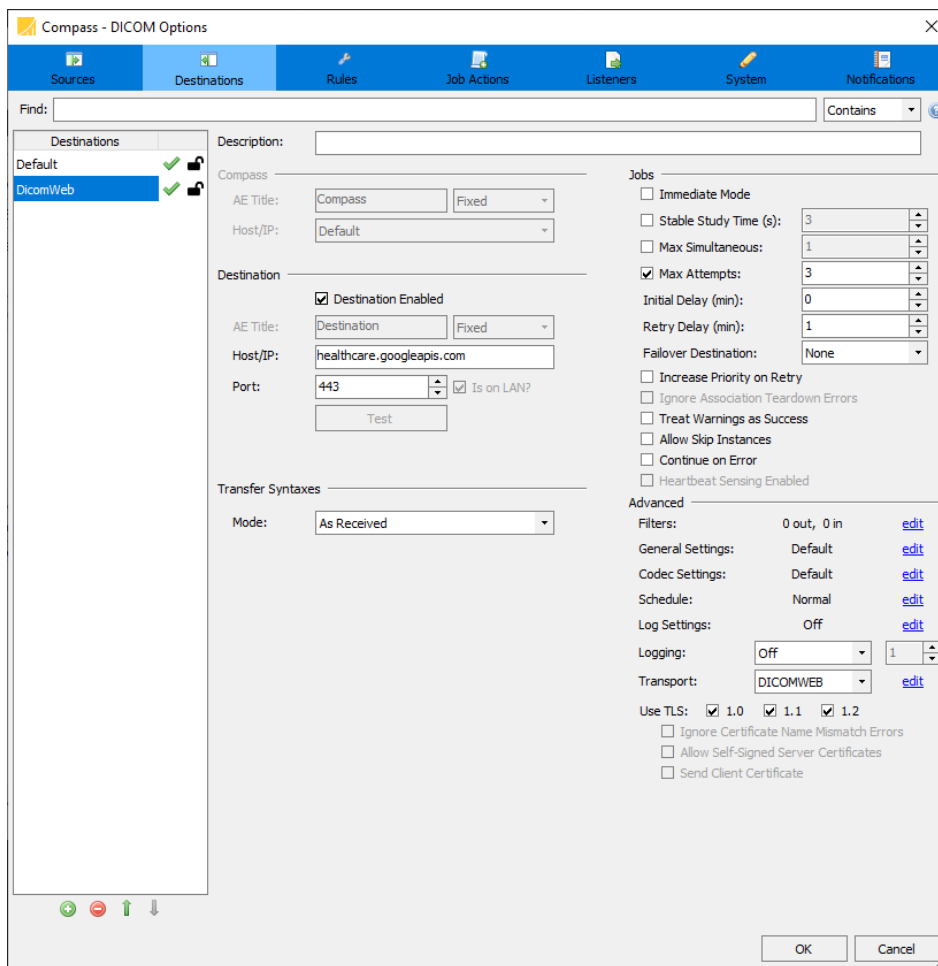 Compass - DICOM Options
Sources
Destinations
Rules
Job Actions
Listeners
System
Notifications
Find:
Contains
Destinations
Default
DicomWeb
Description:
Compass
AE Title:
Compass
Fixed
Host/IP:
Default
Destination
Destination Enabled
AE Title:
Destination
Fixed
Host/IP:
healthcare.googleapis.com
Port:
443
Is on LAN?
Test
Transfer Syntaxes
Mode:
As Received
Jobs
Immediate Mode
Stable Study Time (s):
3
Max Simultaneous:
1
Max Attempts:
3
Initial Delay (min):
0
Retry Delay (min):
1
Failover Destination:
None
Increase Priority on Retry
Ignore Association Teardown Errors
Treat Warnings as Success
Allow Skip Instances
Continue on Error
Heartbeat Sensing Enabled
Advanced
Filters:
0 out, 0 in
edit
General Settings:
Default
edit
Codec Settings:
Default
edit
Schedule:
Normal
edit
Log Settings:
Off
edit
Logging:
Off
1
Transport:
DICOMWEB
edit
Use TLS:
1.0
1.1
1.2
Ignore Certificate Name Mismatch Errors
Allow Self-Signed Server Certificates
Send Client Certificate
OK
Cancel